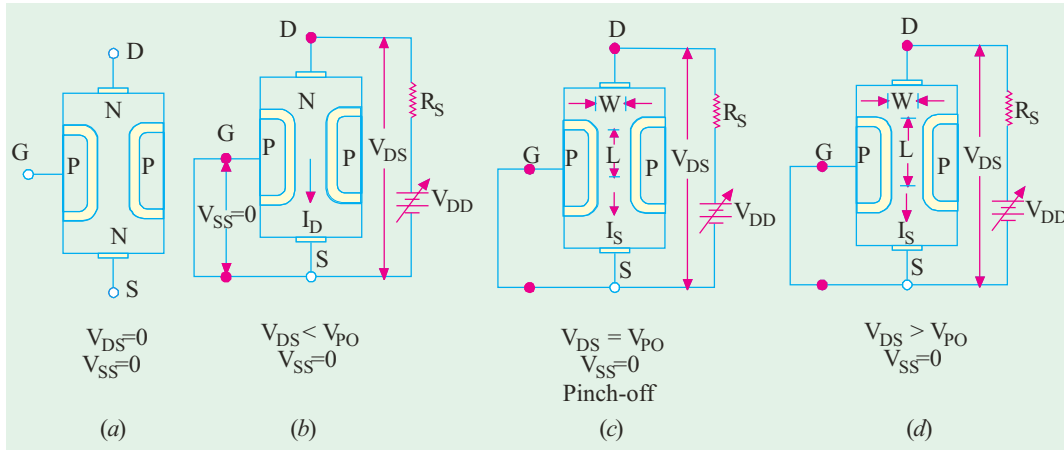 D
N
G
P
P
N
S
V_DS=0
V_SS=0
(a)
D
N
R_S
G
P
P
V_DS
V_SS=0
V_DD
I_D
S
V_DS < V_PO
V_SS=0
(b)
D
W
R_S
G
P
L
P
V_DS
V_DD
I_S
S
V_DS = V_PO
V_SS=0
Pinch-off
(c)
D
W
R_S
G
P
L
P
V_DS
V_DD
I_S
S
V_DS > V_PO
V_SS=0
(d)